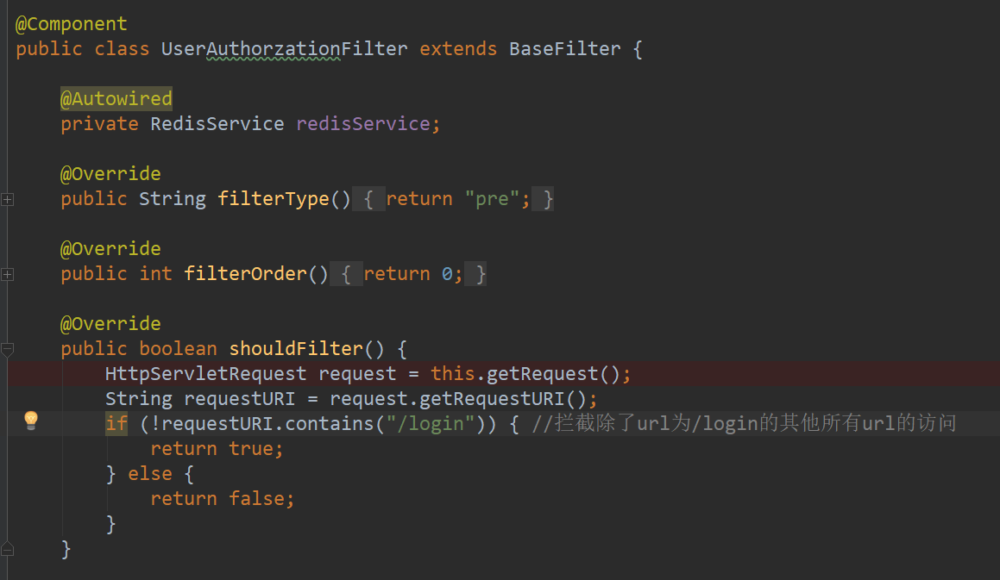 @Component
public class UserAuthorzationFilter extends BaseFilter {
@Autowired
private RedisService redisService;
@Override
public String filterType() { return "pre"; }
@Override
public int filterOrder() { return 0; }
@Override
public boolean shouldFilter() {
HttpServletRequest request = this.getRequest();
String requestURI = request.getRequestURI();
if (!requestURI.contains("/login")) { //拦截除了url为/login的其他所有url的访问
return true;
} else {
return false;
}
}